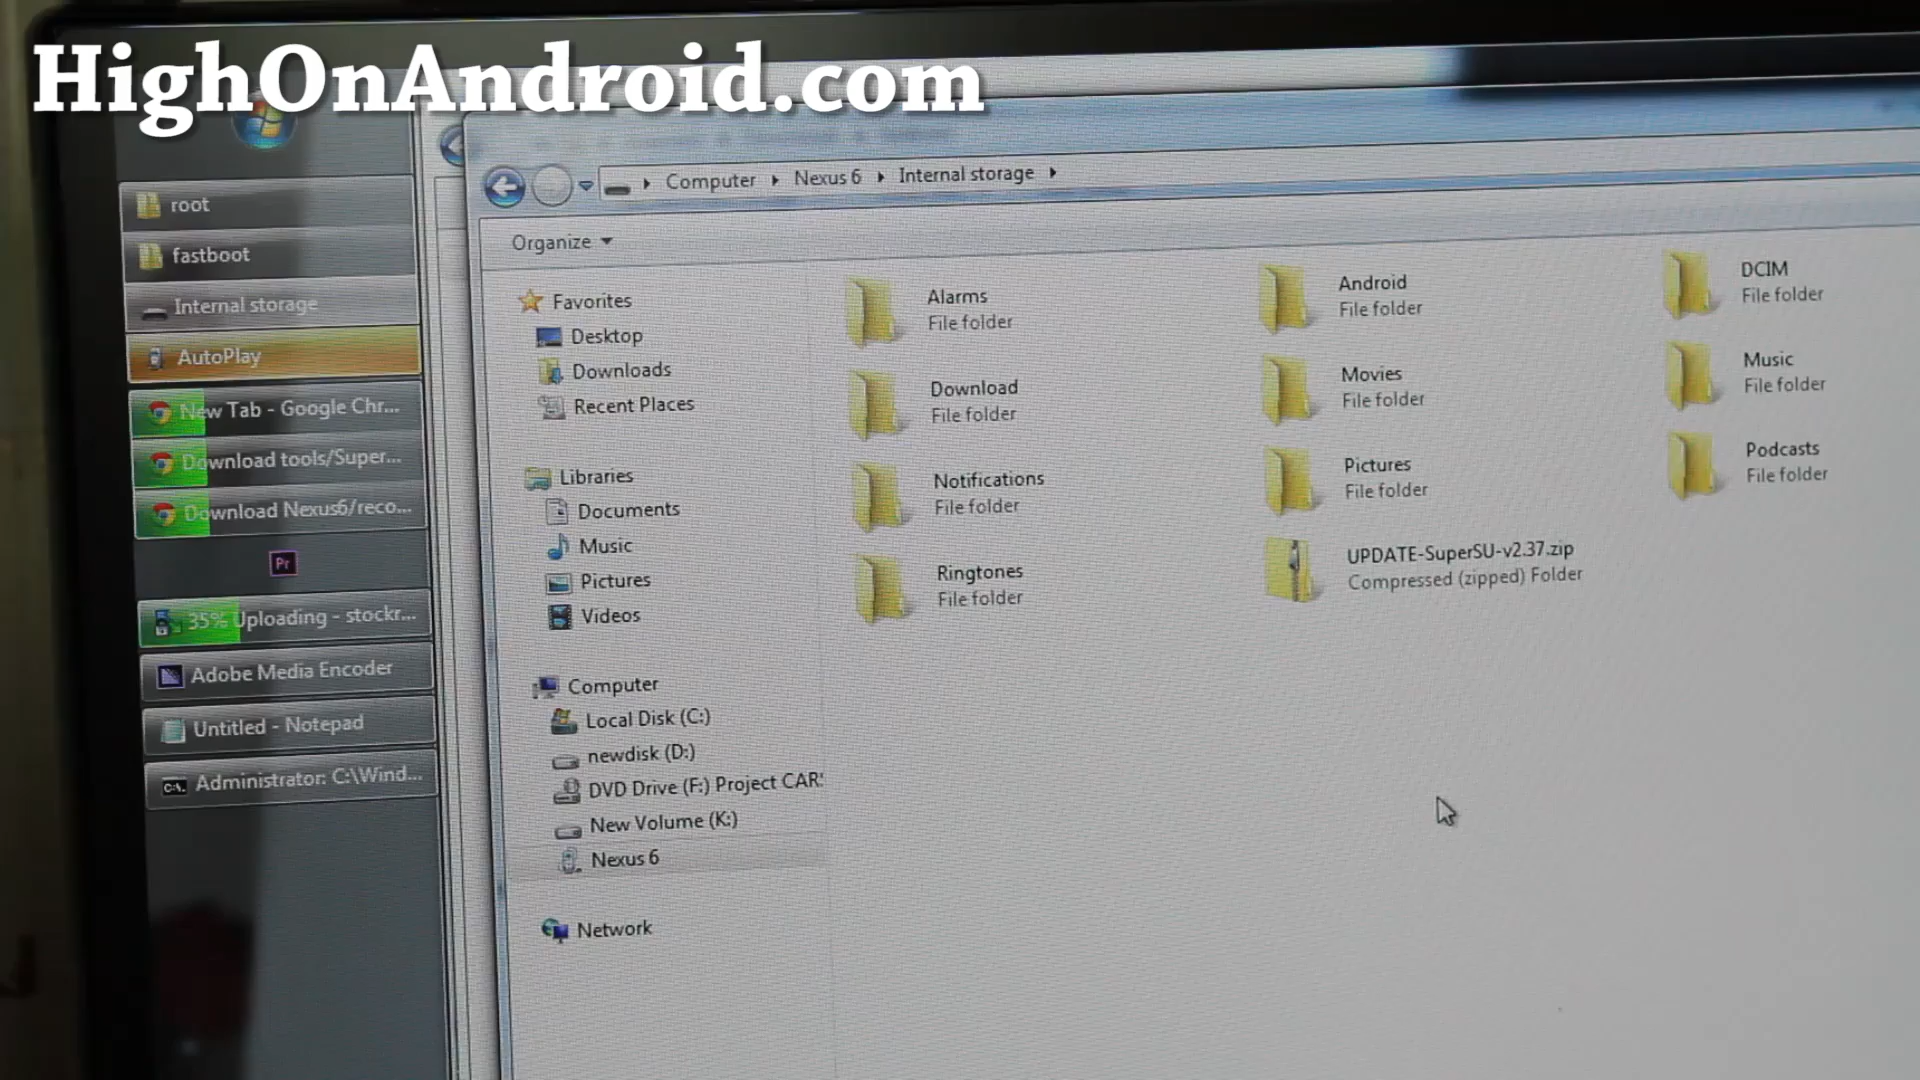 HighOnAndroid.com
root
fastboot
Internal storage
AutoPlay
New Tab - Google Chr...
Download tools/Super...
Download Nexus6/reco...
Pr
35% Uploading - stockr...
Adobe Media Encoder
Untitled - Notepad
Administrator: C:\Wind...
Computer
Nexus 6
Internal storage
Organize
Favorites
Desktop
Downloads
Recent Places
Libraries
Documents
Music
Pictures
Videos
Computer
Local Disk (C:)
newdisk (D:)
DVD Drive (F:) Project CAR
New Volume (K:)
Nexus 6
Network
Alarms
File folder
Android
File folder
DCIM
File folder
Download
File folder
Movies
File folder
Music
File folder
Notifications
File folder
Pictures
File folder
Podcasts
File folder
Ringtones
File folder
UPDATE-SuperSU-v2.37.zip
Compressed (zipped) Folder